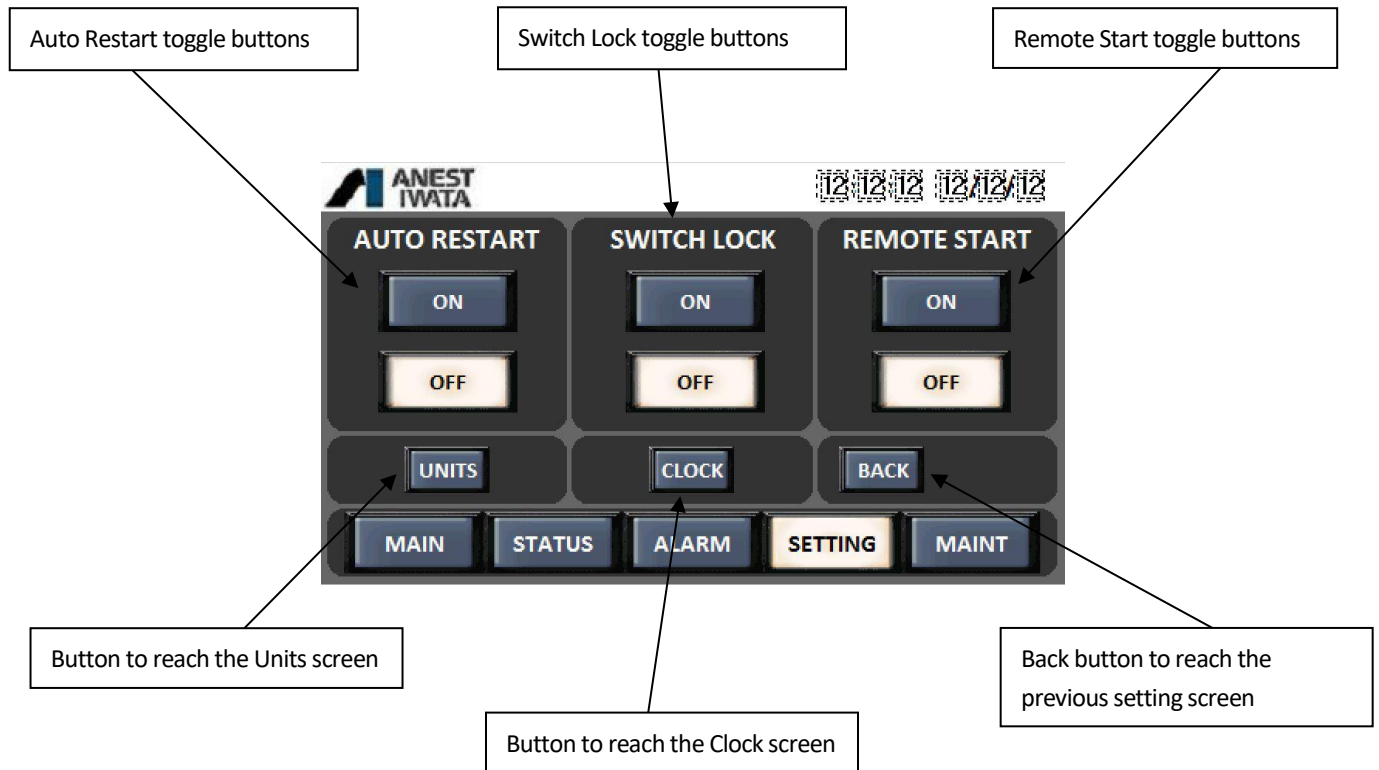 Auto Restart toggle buttons
Switch Lock toggle buttons
Remote Start toggle buttons
ANEST
IWATA
12:12:12 12/12/12
AUTO RESTART
SWITCH LOCK
REMOTE START
ON
ON
ON
OFF
OFF
OFF
UNITS
CLOCK
BACK
MAIN
STATUS
ALARM
SETTING
MAINT
Button to reach the Units screen
Back button to reach the
previous setting screen
Button to reach the Clock screen